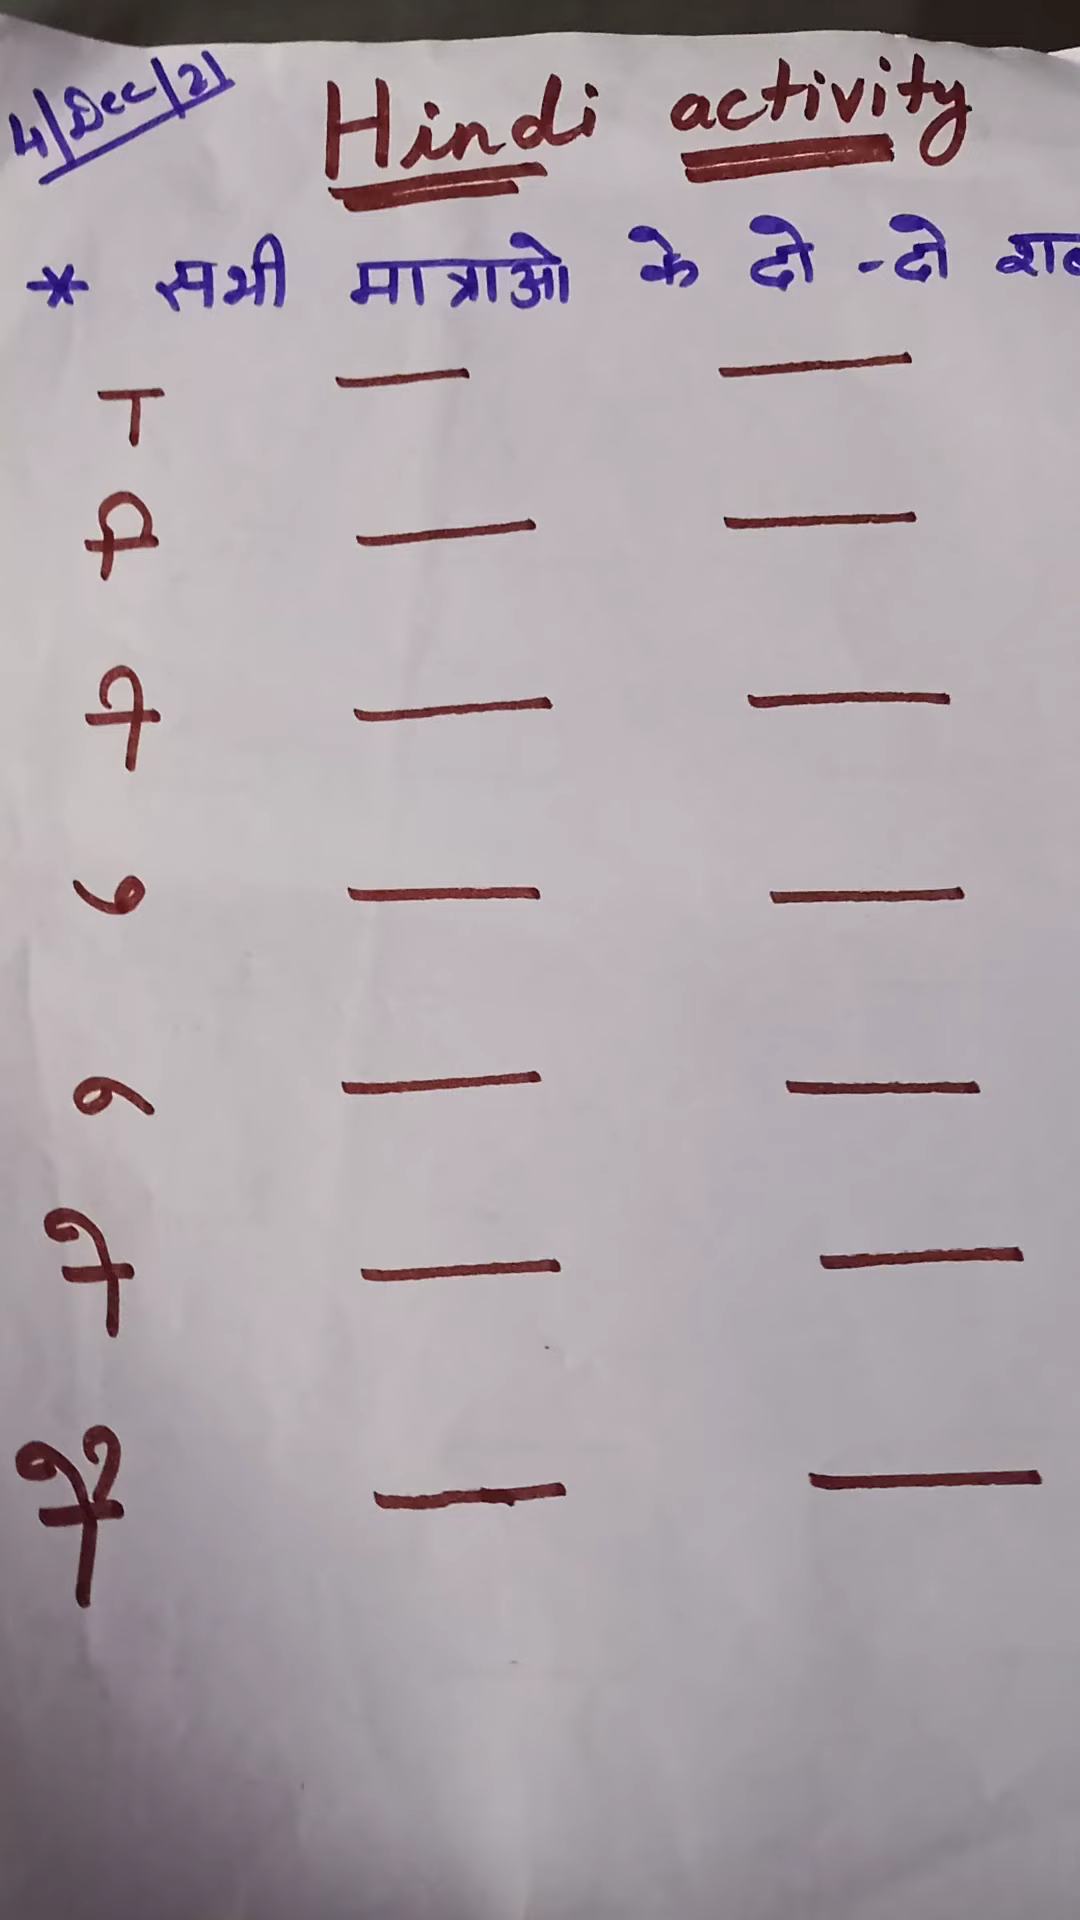 4/Dec/21
Hindi activity
* सभी मात्राओ के दो - दो
ा
ि
ी
ु
ू
े
ै